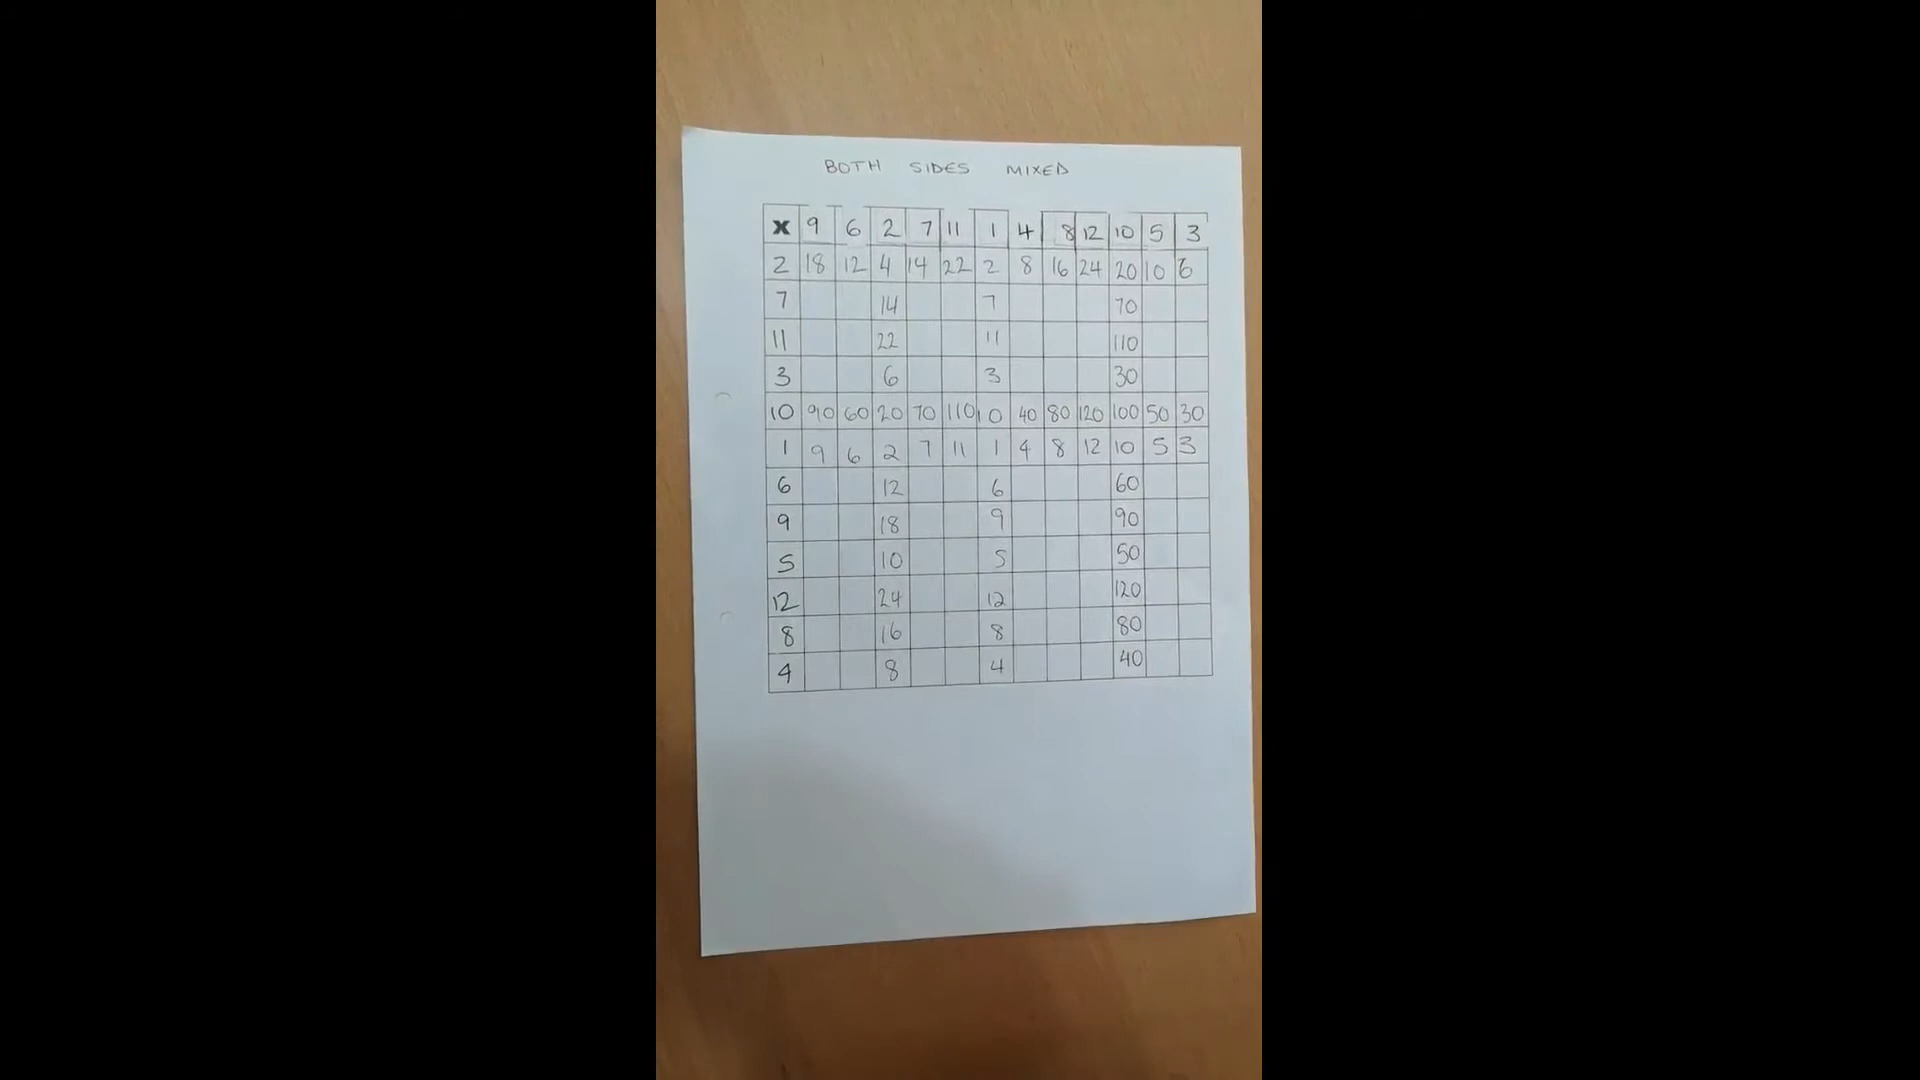 BOTH SIDES MIXED
X 9 6 2 7 11 1 4 8 12 10 5 3
2 18 12 4 14 22 2 8 16 24 20 10 6
7 14 7 70
11 22 11 110
3 6 3 30
10 90 60 20 70 110 10 40 80 120 100 50 30
1 9 6 2 7 11 1 4 8 12 10 5 3
6 12 6 60
9 18 9 90
5 10 5 50
12 24 12 120
8 16 8 80
4 8 4 40